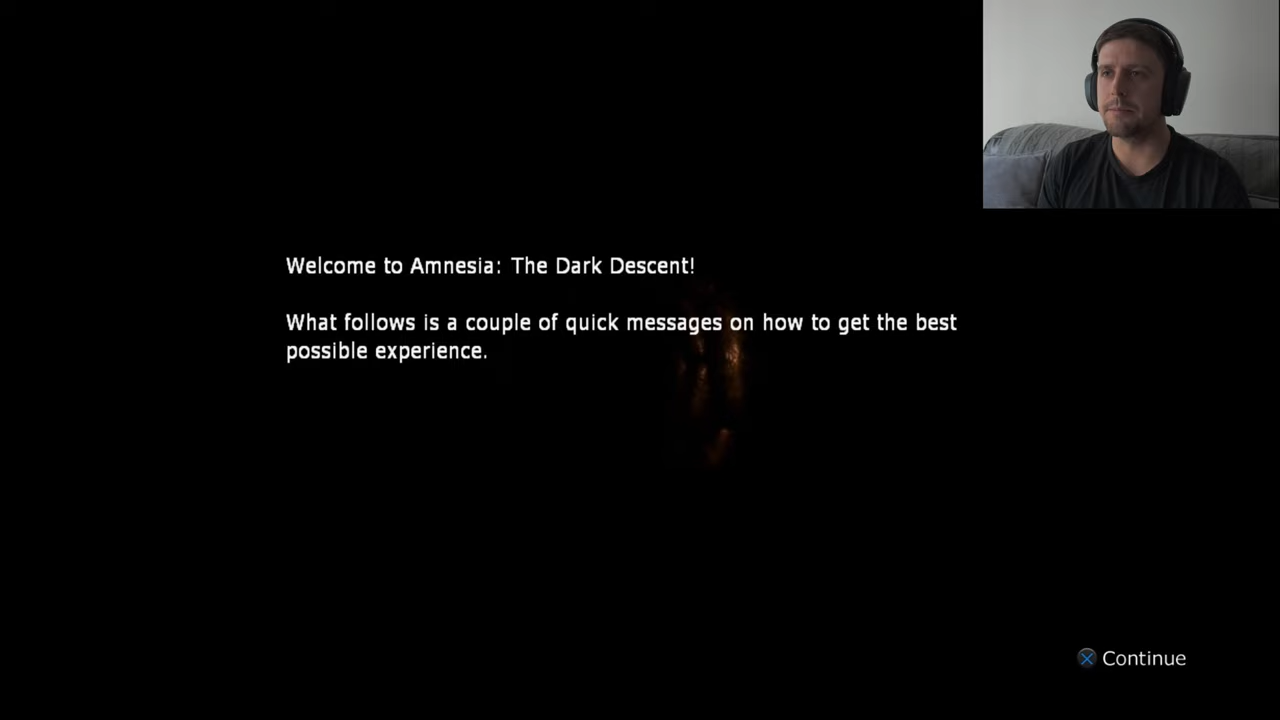 Welcome to Amnesia: The Dark Descent!
What follows is a couple of quick messages on how to get the best
possible experience.
Continue